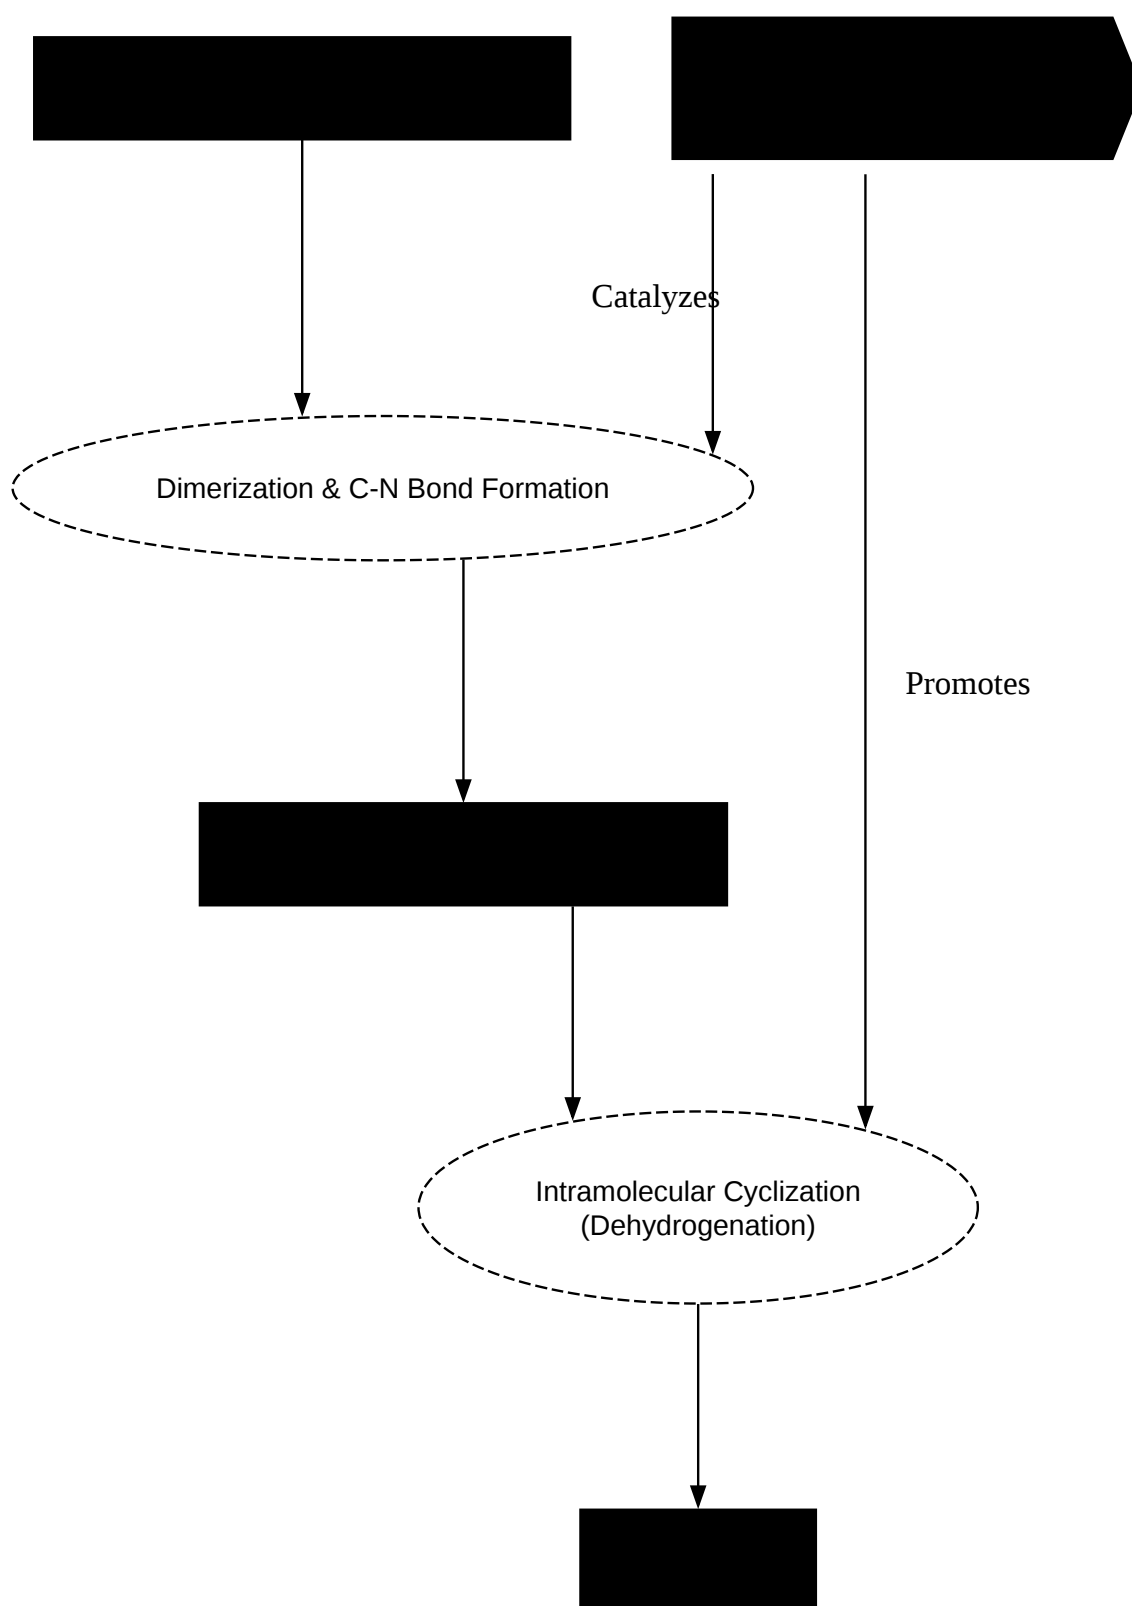 Catalyzes
Dimerization & C-N Bond Formation
Promotes
Intramolecular Cyclization
(Dehydrogenation)